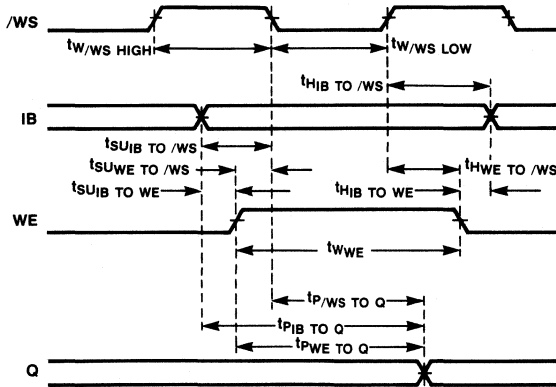 /WS
tW/WS HIGH
tW/WS LOW
tHIB TO /WS
IB
tSUIB TO /WS
tSUWE TO /WS
tHWE TO /WS
tSUIB TO WE
tHIB TO WE
WE
tWWE
tP/WS TO Q
tPIB TO Q
tPWE TO Q
Q